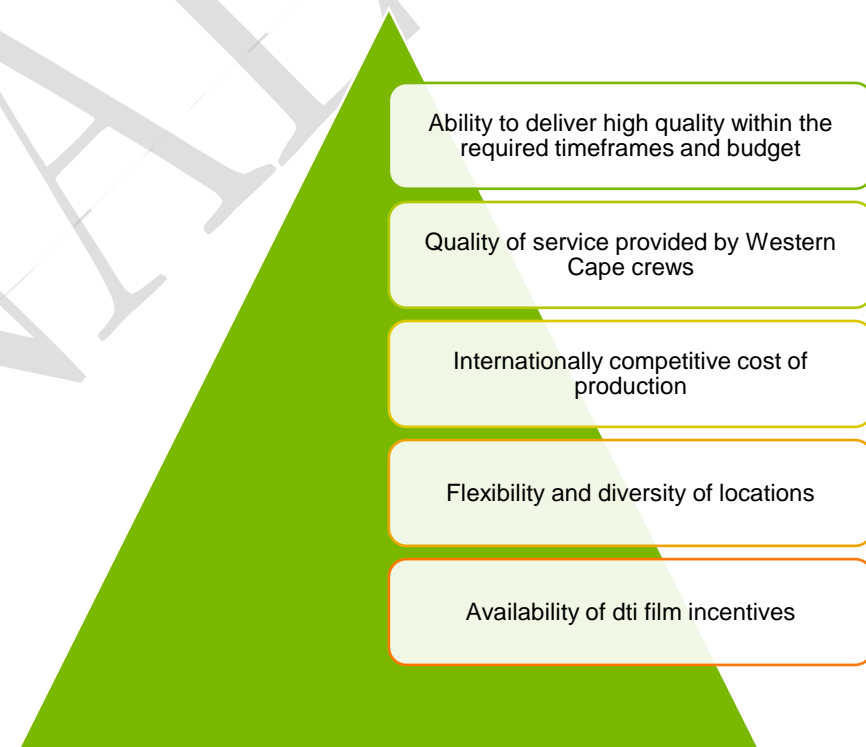 Ability to deliver high quality within the
required timeframes and budget
Quality of service provided by Western
Cape crews
Internationally competitive cost of
production
Flexibility and diversity of locations
Availability of dti film incentives